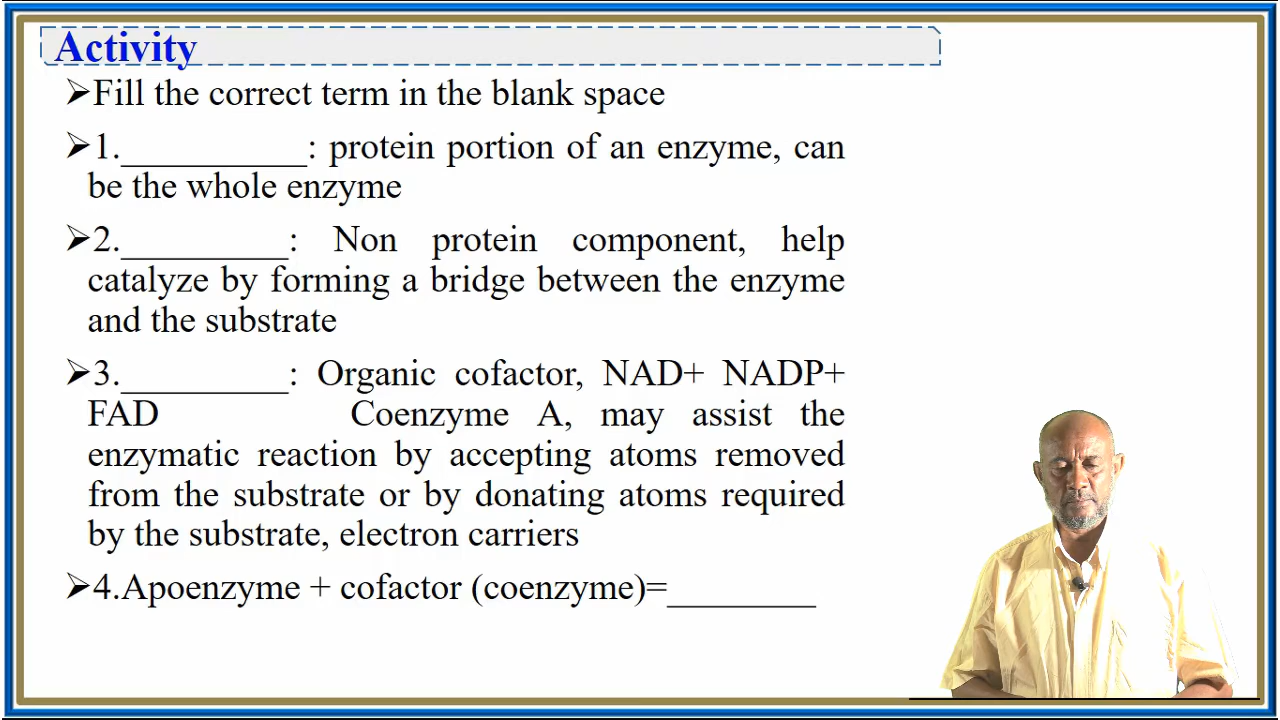 Activity
➢Fill the correct term in the blank space
➢1.__________: protein portion of an enzyme, can
be the whole enzyme
➢2._________: Non protein component, help
catalyze by forming a bridge between the enzyme
and the substrate
➢3._________: Organic cofactor, NAD+ NADP+
FAD Coenzyme A, may assist the
enzymatic reaction by accepting atoms removed
from the substrate or by donating atoms required
by the substrate, electron carriers
➢4.Apoenzyme + cofactor (coenzyme)=________